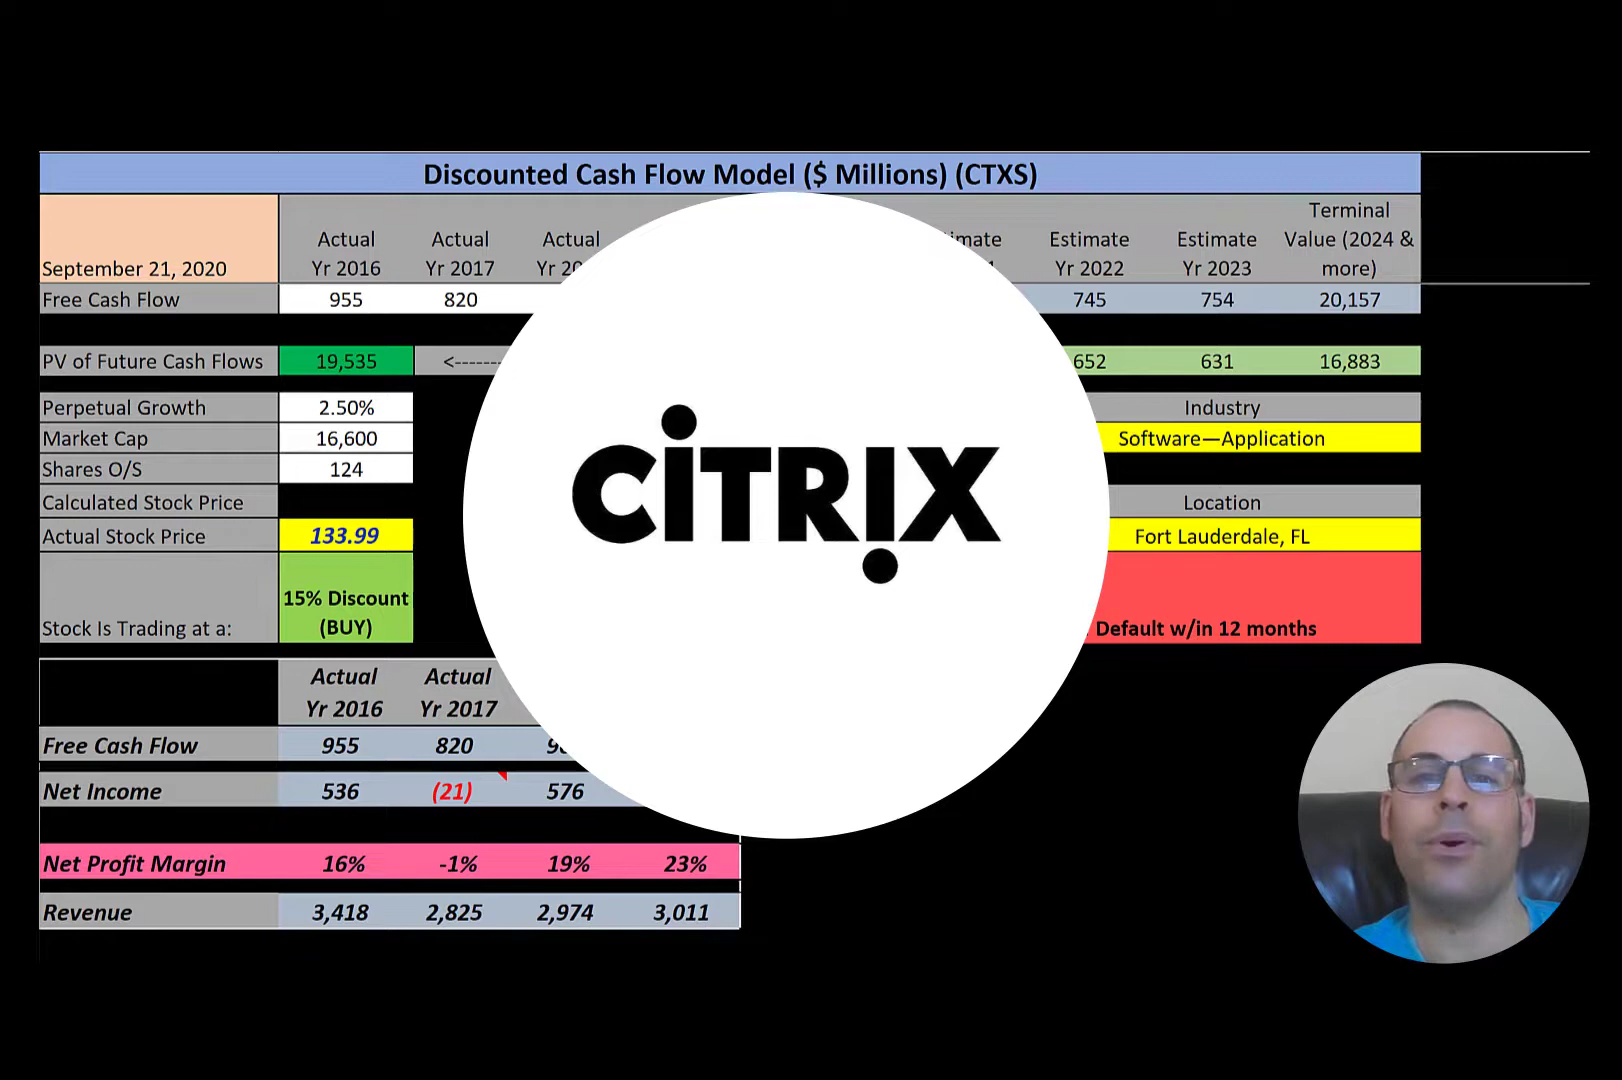 Discounted Cash Flow Model ($ Millions) (CTXS)
September 21, 2020
Actual Yr 2016
Actual Yr 2017
Actual
Estimate Yr 2022
Estimate Yr 2023
Terminal Value (2024 & more)
Free Cash Flow 955 820 745 754 20,157
PV of Future Cash Flows 19,535 <------ 652 631 16,883
Perpetual Growth 2.50% Industry
Market Cap 16,600 Software—Application
Shares O/S 124
Calculated Stock Price Location
Actual Stock Price 133.99 Fort Lauderdale, FL
Stock Is Trading at a: 15% Discount (BUY) Default w/in 12 months
CiTRIX
Actual Yr 2016
Actual Yr 2017
Free Cash Flow 955 820
Net Income 536 (21) 576
Net Profit Margin 16% -1% 19% 23%
Revenue 3,418 2,825 2,974 3,011